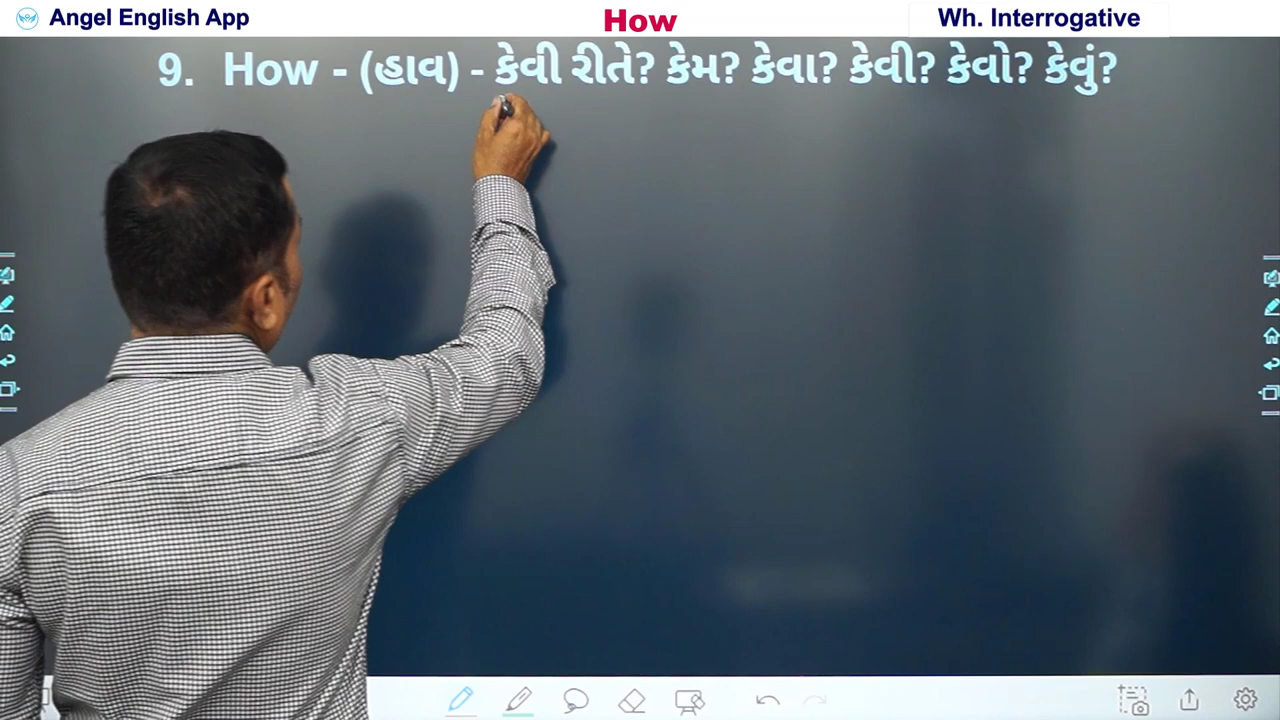 Angel English App
How
Wh. Interrogative
9. How - (હાવ) - કેવી રીતે? કેમ? કેવા? કેવી? કેવો? કેવું?